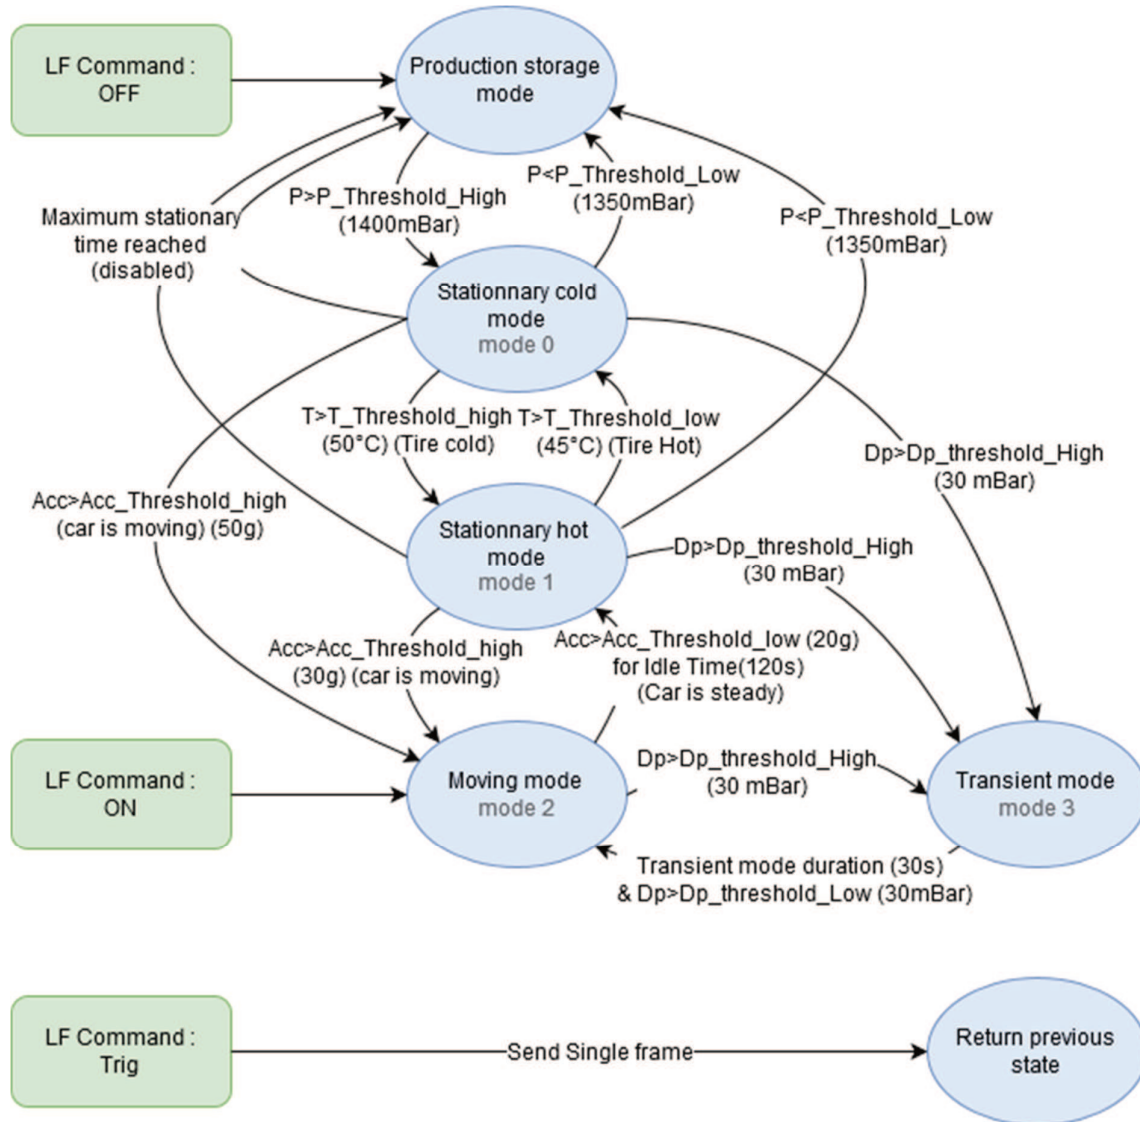 LF Command :
OFF
Production storage
mode
P>P_Threshold_High
(1400mBar)
P<P_Threshold_Low
(1350mBar)
Maximum stationary
time reached
(disabled)
P<P_Threshold_Low
(1350mBar)
Stationnary cold
mode
mode 0
T>T_Threshold_high
(50°C) (Tire cold)
T>T_Threshold_low
(45°C) (Tire Hot)
Dp>Dp_threshold_High
(30 mBar)
Acc>Acc_Threshold_high
(car is moving) (50g)
Stationnary hot
mode
mode 1
Dp>Dp_threshold_High
(30 mBar)
Acc>Acc_Threshold_high
(30g) (car is moving)
Acc>Acc_Threshold_low (20g)
for Idle Time(120s)
(Car is steady)
LF Command :
ON
Moving mode
mode 2
Dp>Dp_threshold_High
(30 mBar)
Transient mode
mode 3
Transient mode duration (30s)
& Dp>Dp_threshold_Low (30mBar)
LF Command :
Trig
Send Single frame
Return previous
state